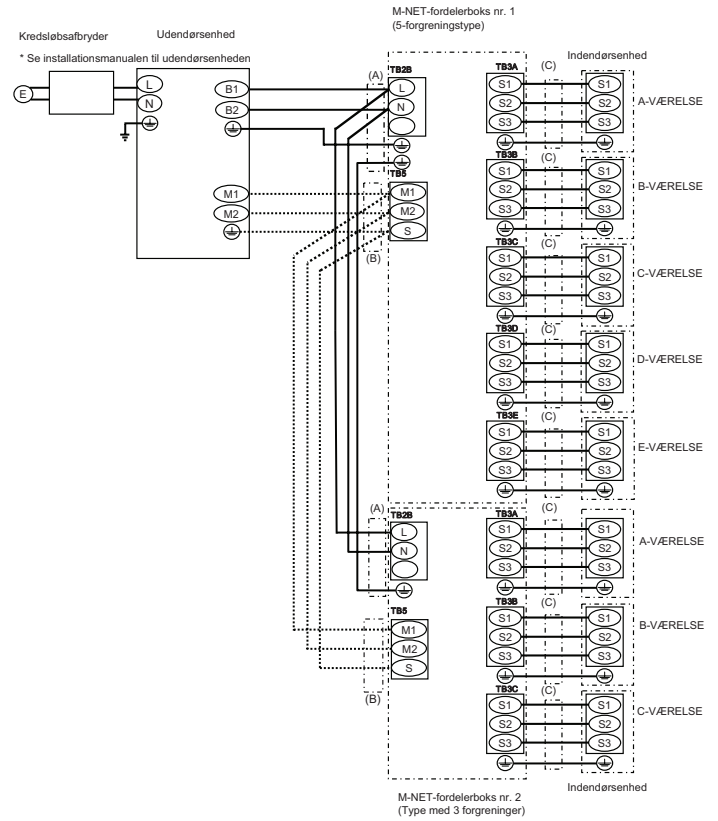 M-NET-fordelerboks nr. 1
(5-forgreningstype)
Kredsløbsafbryder
Udendørsenhed
* Se installationsmanualen til udendørsenheden
Indendørsenhed
E
L
N
B1
B2
M1
M2
(A)
TB2B
L
N
TB5
M1
M2
S
(B)
TB3A
(C)
S1
S2
S3
S1
S2
S3
A-VÆRELSE
TB3B
(C)
S1
S2
S3
S1
S2
S3
B-VÆRELSE
TB3C
(C)
S1
S2
S3
S1
S2
S3
C-VÆRELSE
TB3D
(C)
S1
S2
S3
S1
S2
S3
D-VÆRELSE
TB3E
(C)
S1
S2
S3
S1
S2
S3
E-VÆRELSE
(A)
TB2B
L
N
TB5
M1
M2
S
(B)
TB3A
(C)
S1
S2
S3
S1
S2
S3
A-VÆRELSE
TB3B
(C)
S1
S2
S3
S1
S2
S3
B-VÆRELSE
TB3C
(C)
S1
S2
S3
S1
S2
S3
C-VÆRELSE
Indendørsenhed
M-NET-fordelerboks nr. 2
(Type med 3 forgreninger)